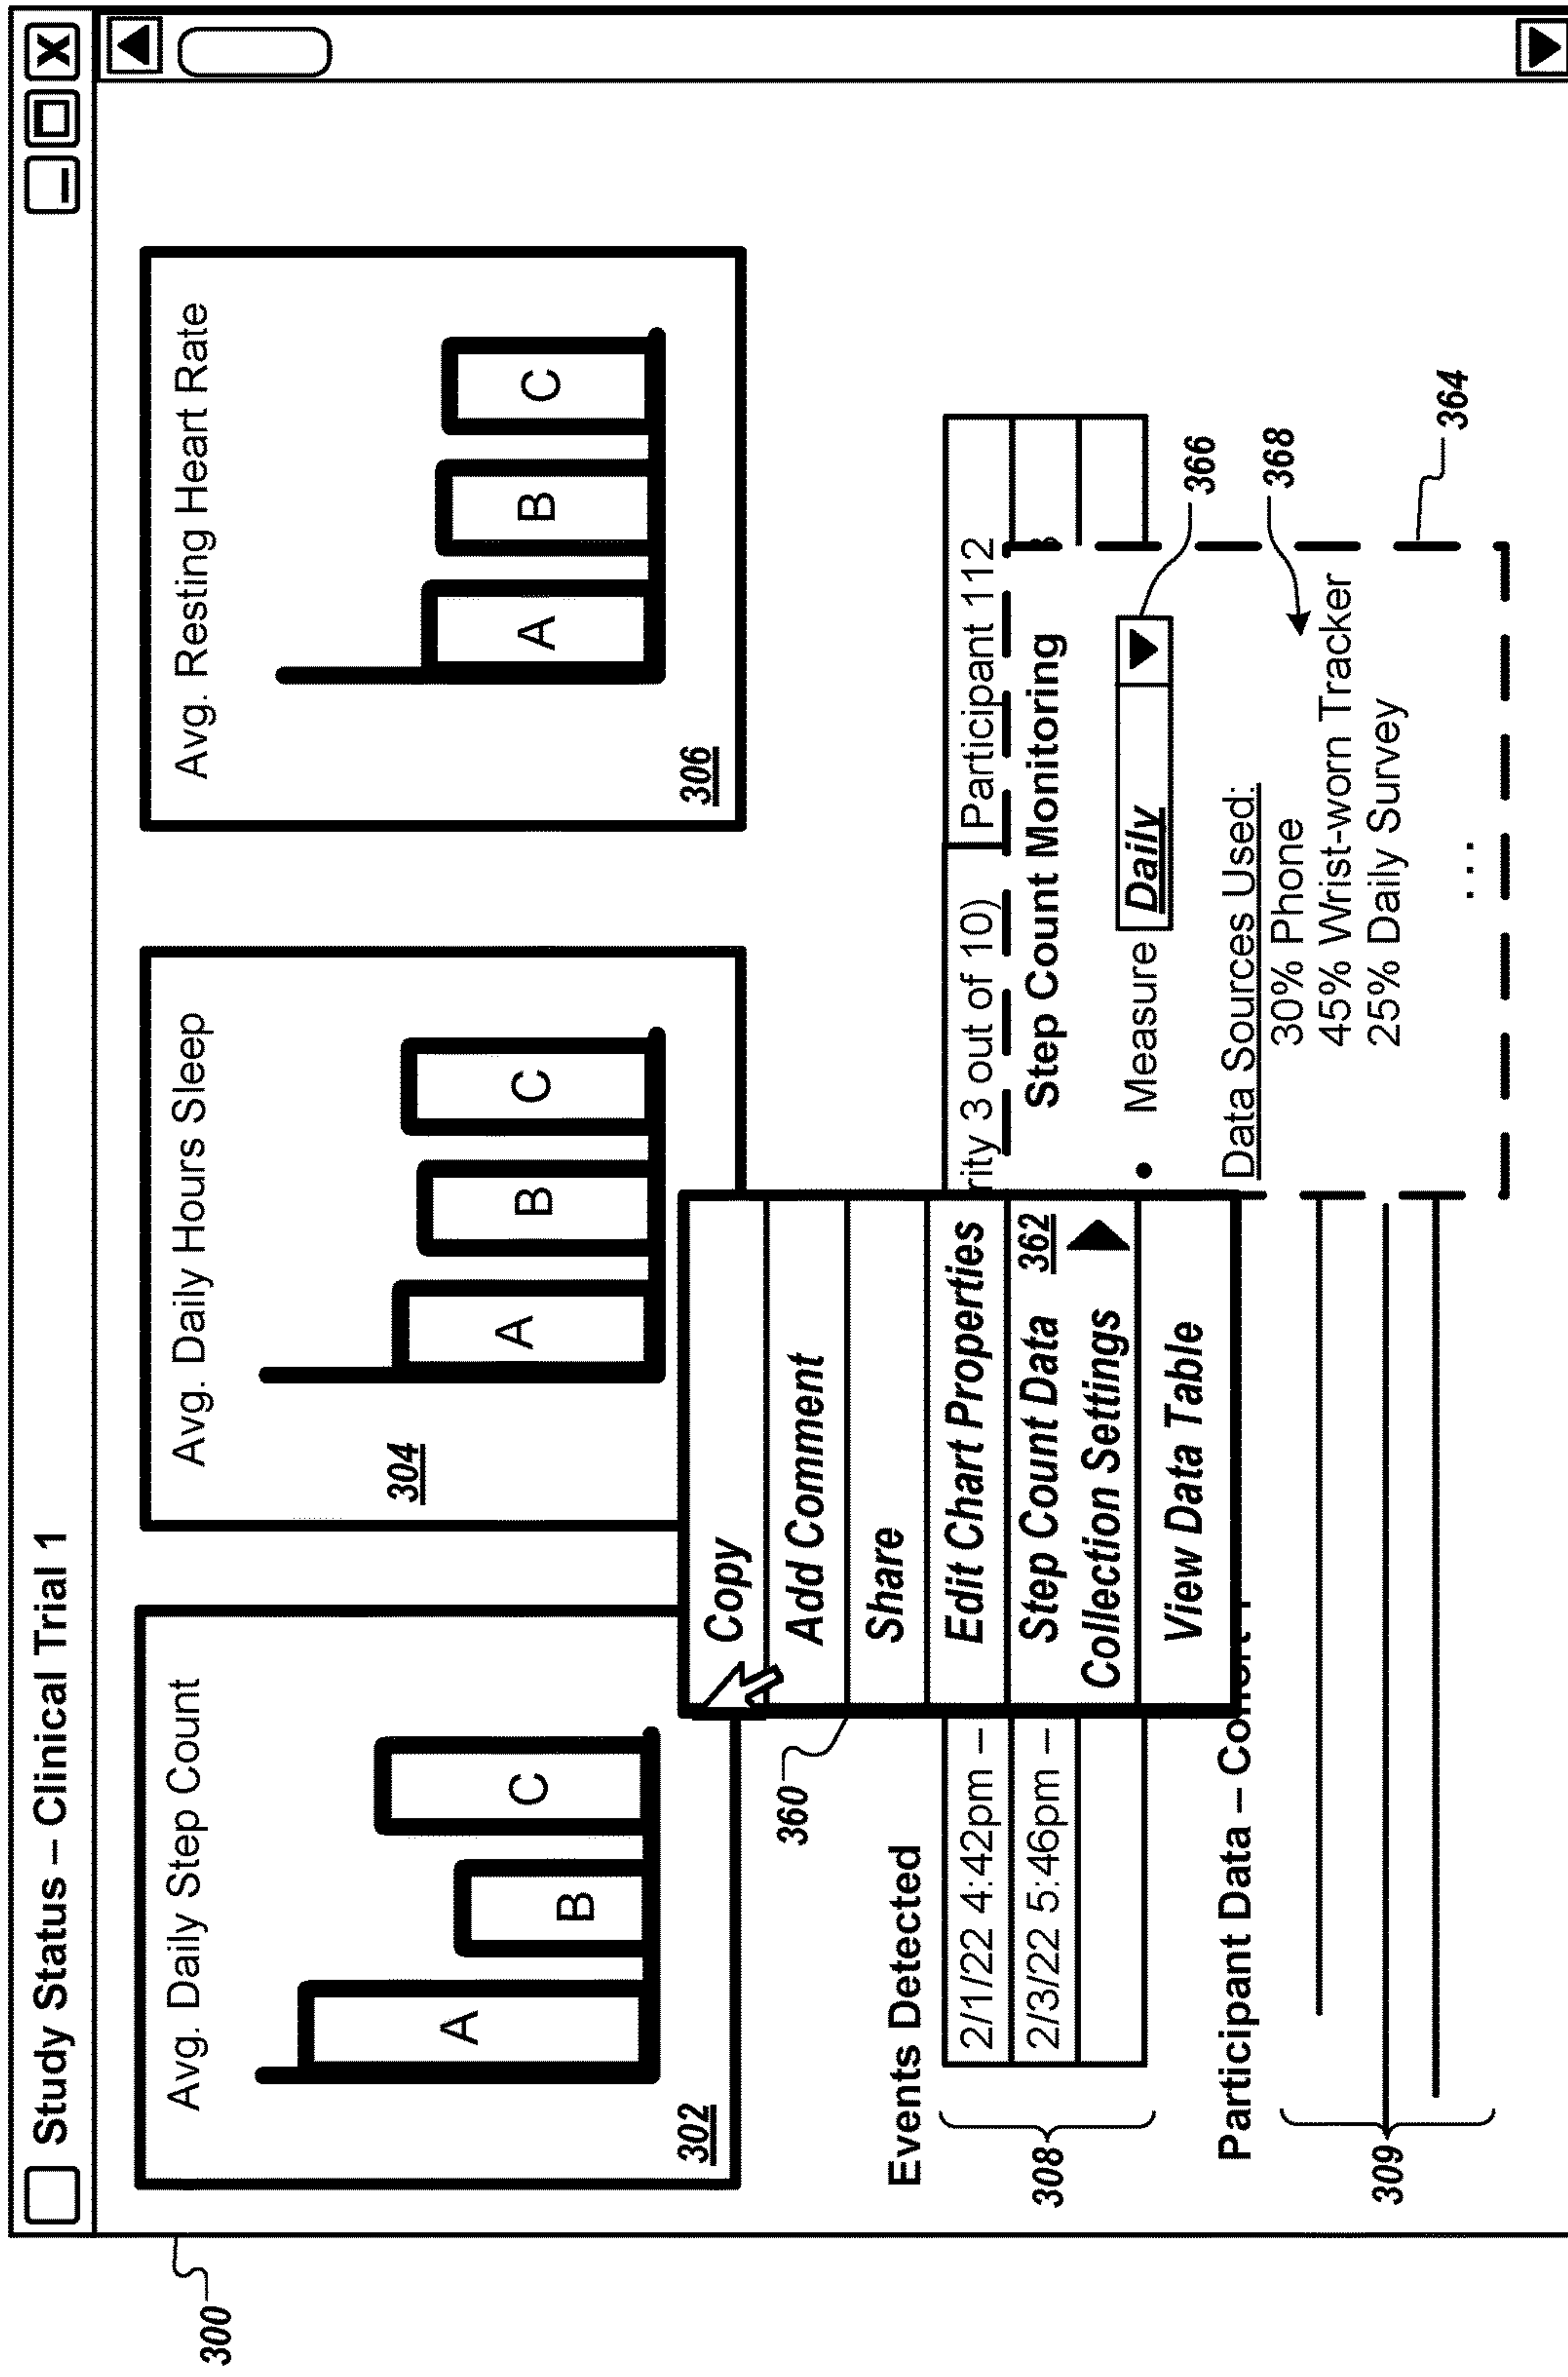 Study Status – Clinical Trial 1
X
300
Avg. Daily Step Count
A
B
C
302
Avg. Daily Hours Sleep
304
A
B
C
Avg. Resting Heart Rate
A
B
C
306
Copy
Add Comment
Share
Edit Chart Properties
Step Count Data 362
Collection Settings
View Data Table
360
Events Detected
308
2/1/22 4:42pm –
rity 3 out of 10)
Participant 112
2/3/22 5:46pm –
Step Count Monitoring
• Measure Daily
366
Data Sources Used:
30% Phone
45% Wrist-worn Tracker
25% Daily Survey
...
368
364
Participant Data –
309